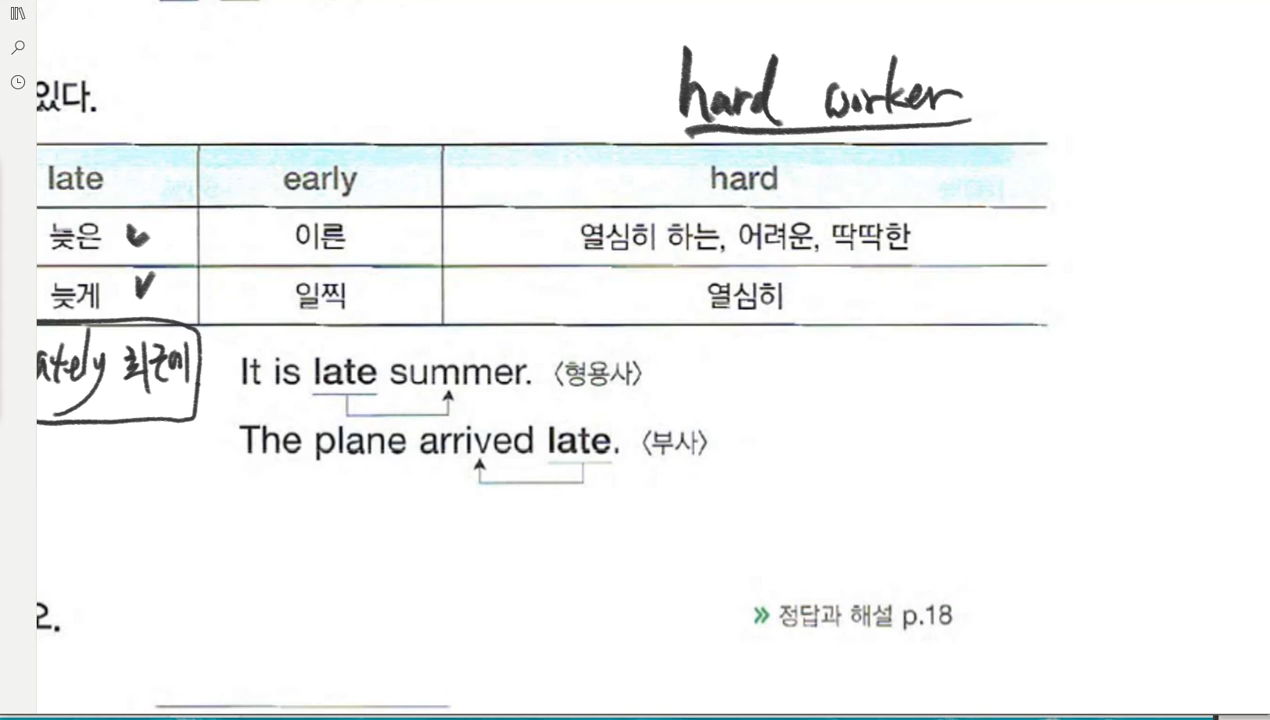 있다.
hard worker
late early hard
늦은 이른 열심히 하는, 어려운, 딱딱한
늦게 일찍 열심히
ately 최근에
It is late summer. 〈형용사〉
The plane arrived late. 〈부사〉
오.
» 정답과 해설 p.18